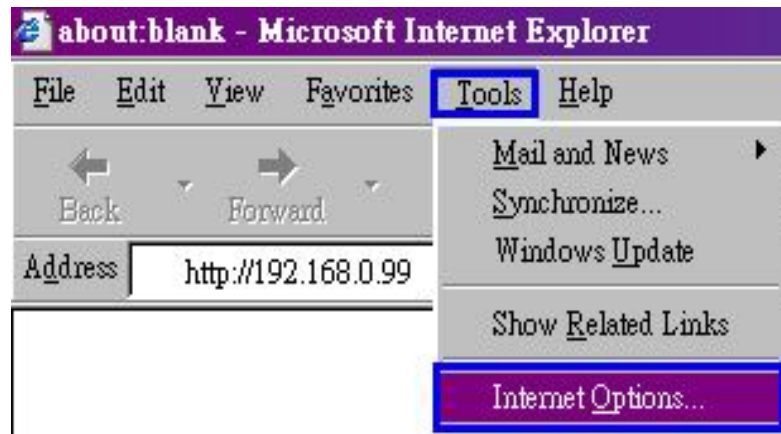 about:blank - Microsoft Internet Explorer
File Edit View Favorites Tools Help
Back Forward
Address http://192.168.0.99
Mail and News
Synchronize...
Windows Update
Show Related Links
Internet Options...